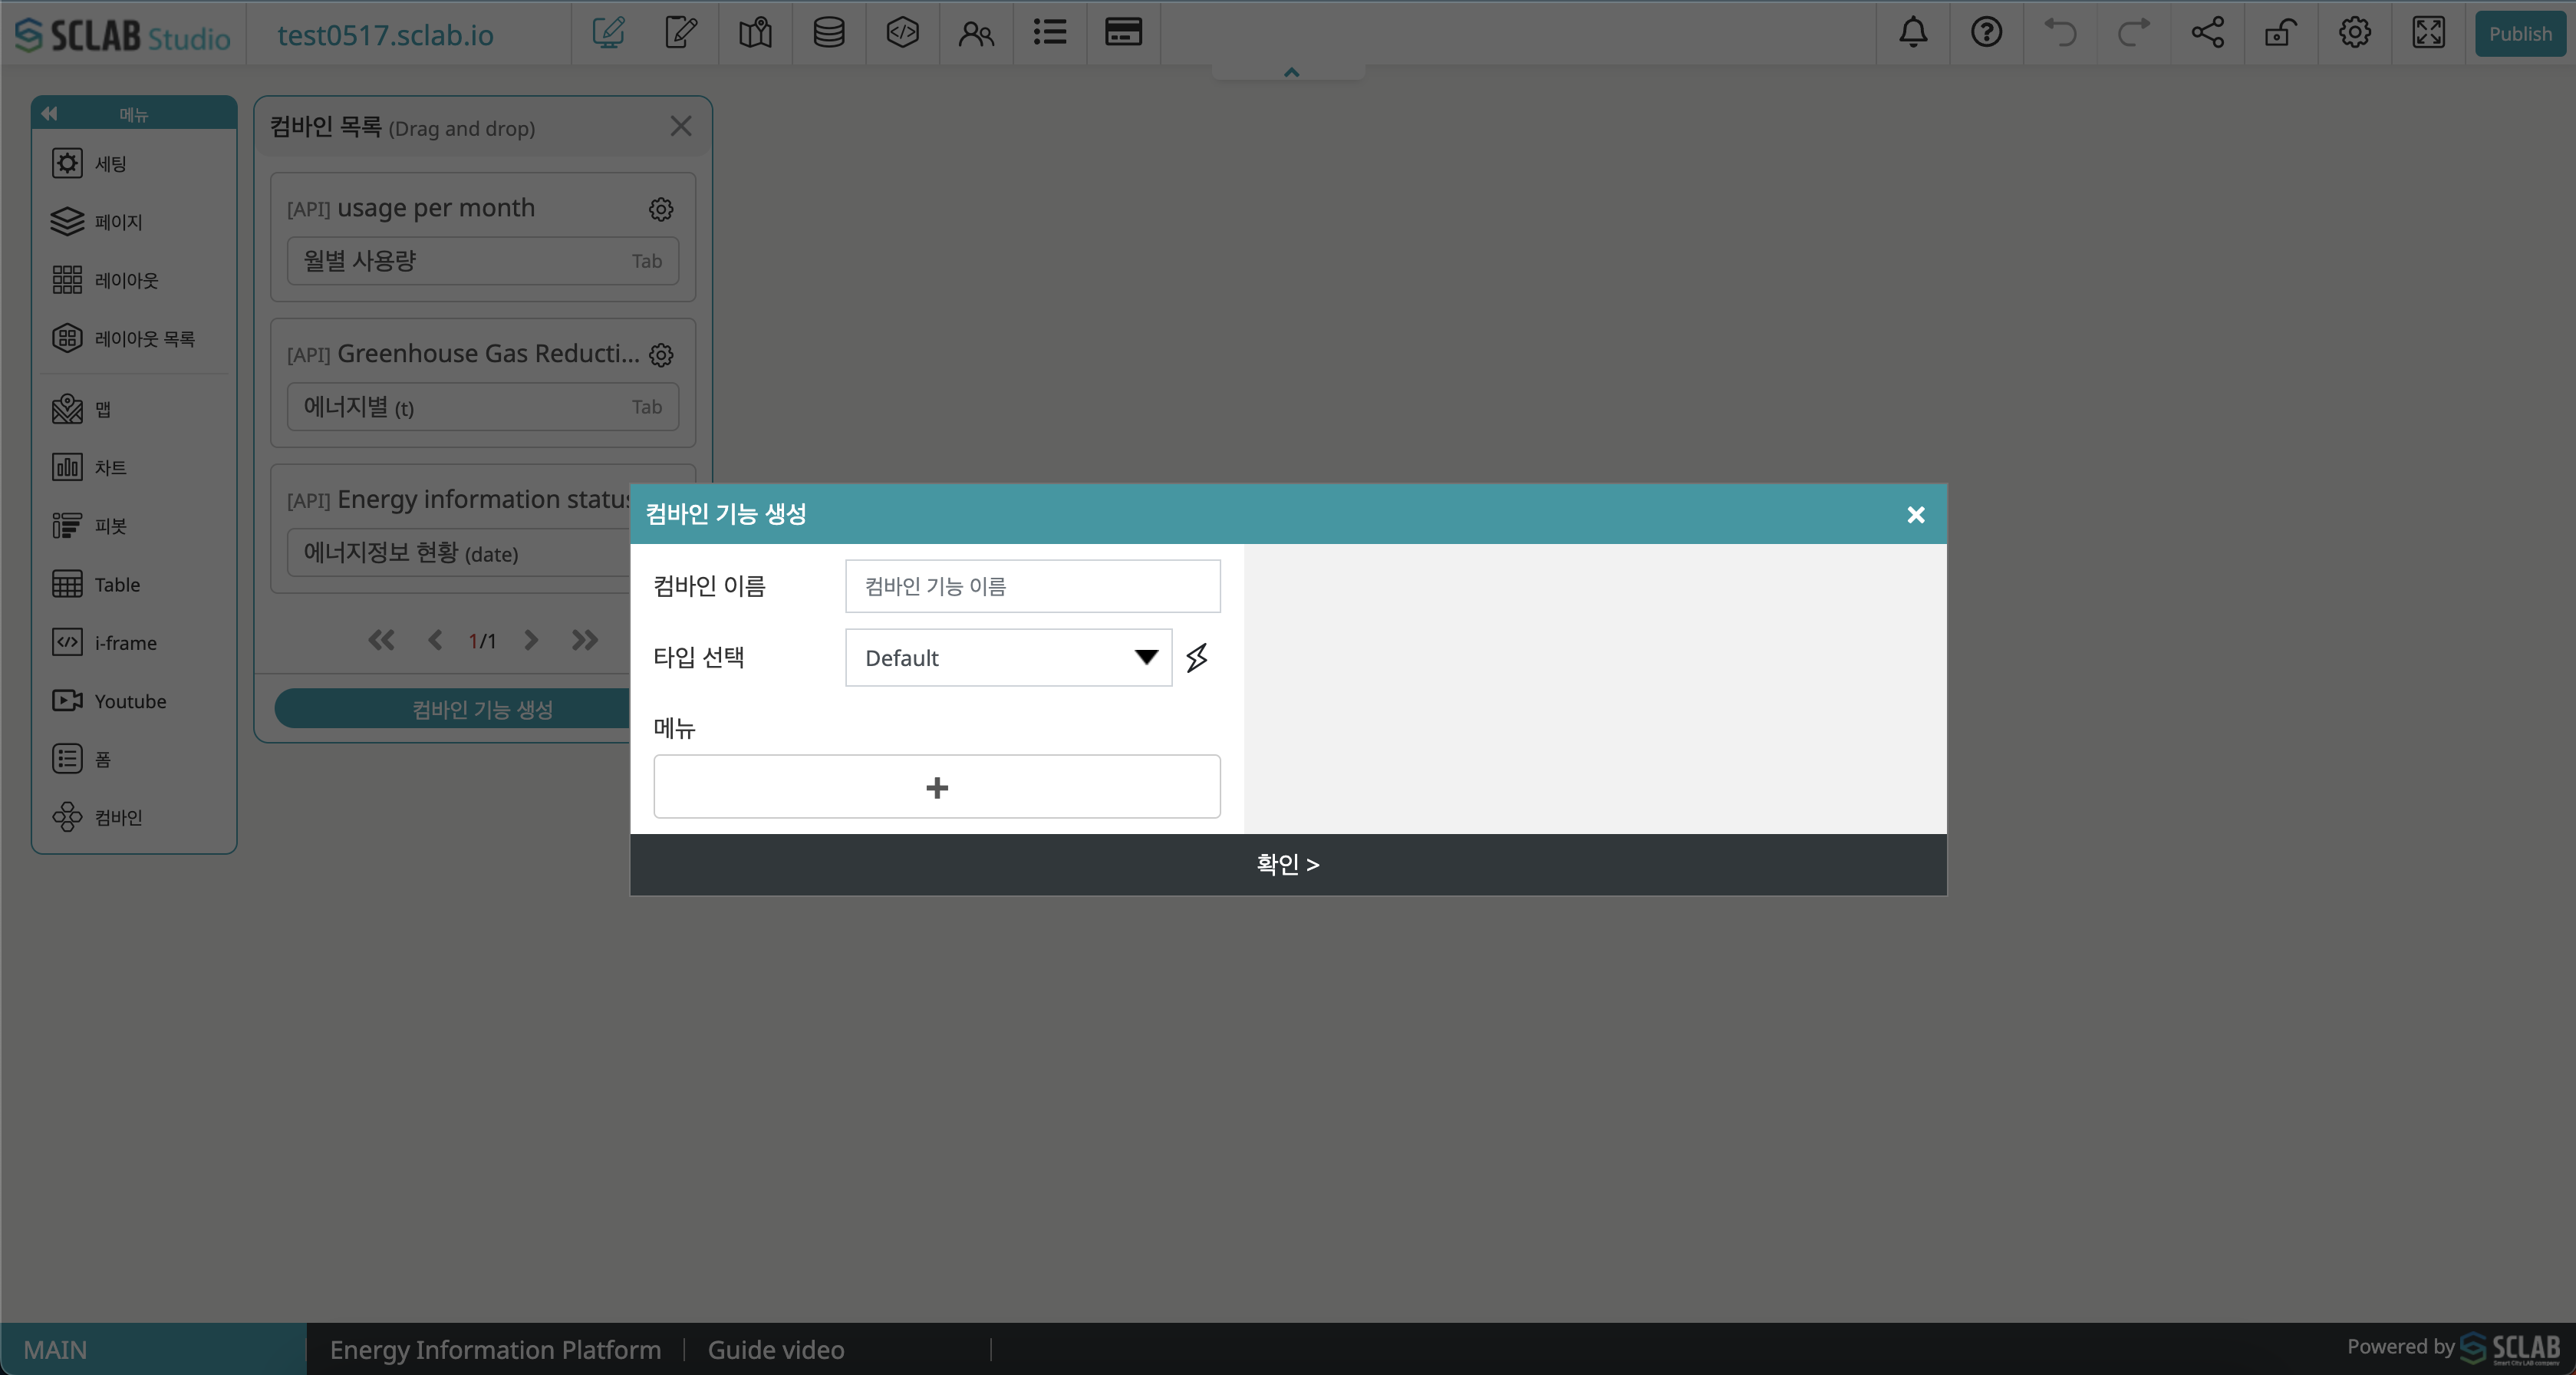 SCLAB Studio
test0517.sclab.io
Publish
메뉴
세팅
페이지
레이아웃
레이아웃 목록
맵
차트
피봇
Table
i-frame
Youtube
폼
컴바인
컴바인 목록 (Drag and drop)
[API] usage per month
월별 사용량 Tab
[API] Greenhouse Gas Reducti...
에너지별 (t) Tab
[API] Energy information status
에너지정보 현황 (date)
1/1
컴바인 기능 생성
컴바인 기능 생성
컴바인 이름
컴바인 기능 이름
타입 선택
Default
메뉴
+
확인 >
MAIN
Energy Information Platform
Guide video
Powered by SCLAB
Smart City LAB company